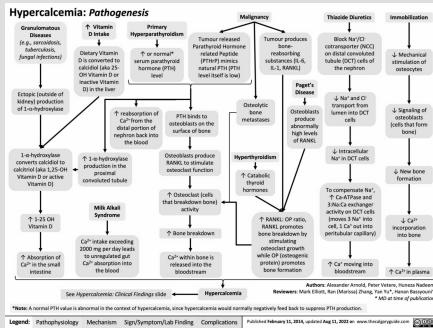 Hypercalcemia: Pathogenesis
Granulomatous
Diseases
(e.g., sarcoidosis,
tuberculosis,
fungal infections)
Ectopic (outside of
kidney) production
of 1-α-hydroxylase
1-α-hydroxylase
converts calcidiol to
calcitriol (aka 1,25-OH
Vitamin D or active
Vitamin D)
↑ 1-25 OH
Vitamin D
↑ Absorption of
Ca²⁺ in the small
intestine
↑ Vitamin
D Intake
Dietary Vitamin
D is converted to
calcidiol (aka 25-
OH Vitamin D or
inactive Vitamin
D) in the liver
Primary
Hyperparathyroidism
↑ or normal*
serum parathyroid
hormone (PTH)
level
↑ reabsorption of
Ca²⁺ from the
distal portion of
nephron back into
the blood
↑ 1-α-hydroxylase
production in the
proximal
convoluted tubule
Milk Alkali
Syndrome
Ca²⁺ intake exceeding
2000 mg per day leads
to unregulated gut
Ca²⁺ absorption into
the blood
Malignancy
Tumour released
Parathyroid Hormone
related Peptide
(PTHrP) mimics
natural PTH (PTH
level itself is low)
PTH binds to
osteoblasts on the
surface of bone
Osteoblasts produce
RANKL to stimulate
osteoclast function
↑ Osteoclast (cells
that breakdown bone)
activity
↑ Bone breakdown
Ca²⁺ within bone is
released into the
bloodstream
Tumour produces
bone-
reabsorbing
substances (IL-6,
IL-1, RANKL)
Osteolytic
bone
metastases
Paget's
Disease
Osteoblasts
produce
abnormally
high levels
of RANKL
Hyperthyroidism
↑ Catabolic
thyroid
hormones
↑ RANKL: OP ratio,
RANKL promotes
bone breakdown by
stimulating
osteoclast growth
while OP (osteogenic
protein) promotes
bone formation
Thiazide Diuretics
Block Na⁺/Cl⁻
cotransporter (NCC)
on distal convoluted
tubule (DCT) cells of
the nephron
↓ Na⁺ and Cl⁻
transport from
lumen into DCT
cells
↓ Intracellular
Na⁺ in DCT cells
To compensate Na⁺,
↑ Ca-ATPase and
3 Na:Ca exchanger
activity on DCT cells
(moves 3 Na⁺ into
cell, 1 Ca⁺ out into
peritubular capillary)
↑ Ca⁺ moving into
bloodstream
Immobilization
↓ Mechanical
stimulation of
osteocytes
↓ Signaling of
osteoblasts
(cells that form
bone)
↓ New bone
formation
↓ Ca²⁺
incorporation
into bone
↑ Ca²⁺ in plasma
See Hypercalcemia: Clinical Findings slide
Hypercalcemia
Authors: Alexander Arnold, Peter Vetere, Huneza Nadeem
Reviewers: Mark Elliott, Ran (Marissa) Zhang, Yan Yu*, Hanan Bassyouni*
* MD at time of publication
*Note: A normal PTH value is abnormal in the context of hypercalcemia, since hypercalcemia would normally negatively feed back to suppress PTH production.
Legend: Pathophysiology Mechanism Sign/Symptom/Lab Finding Complications Published February 11, 2014, updated Aug 11, 2022 on www.thecalgaryguide.com